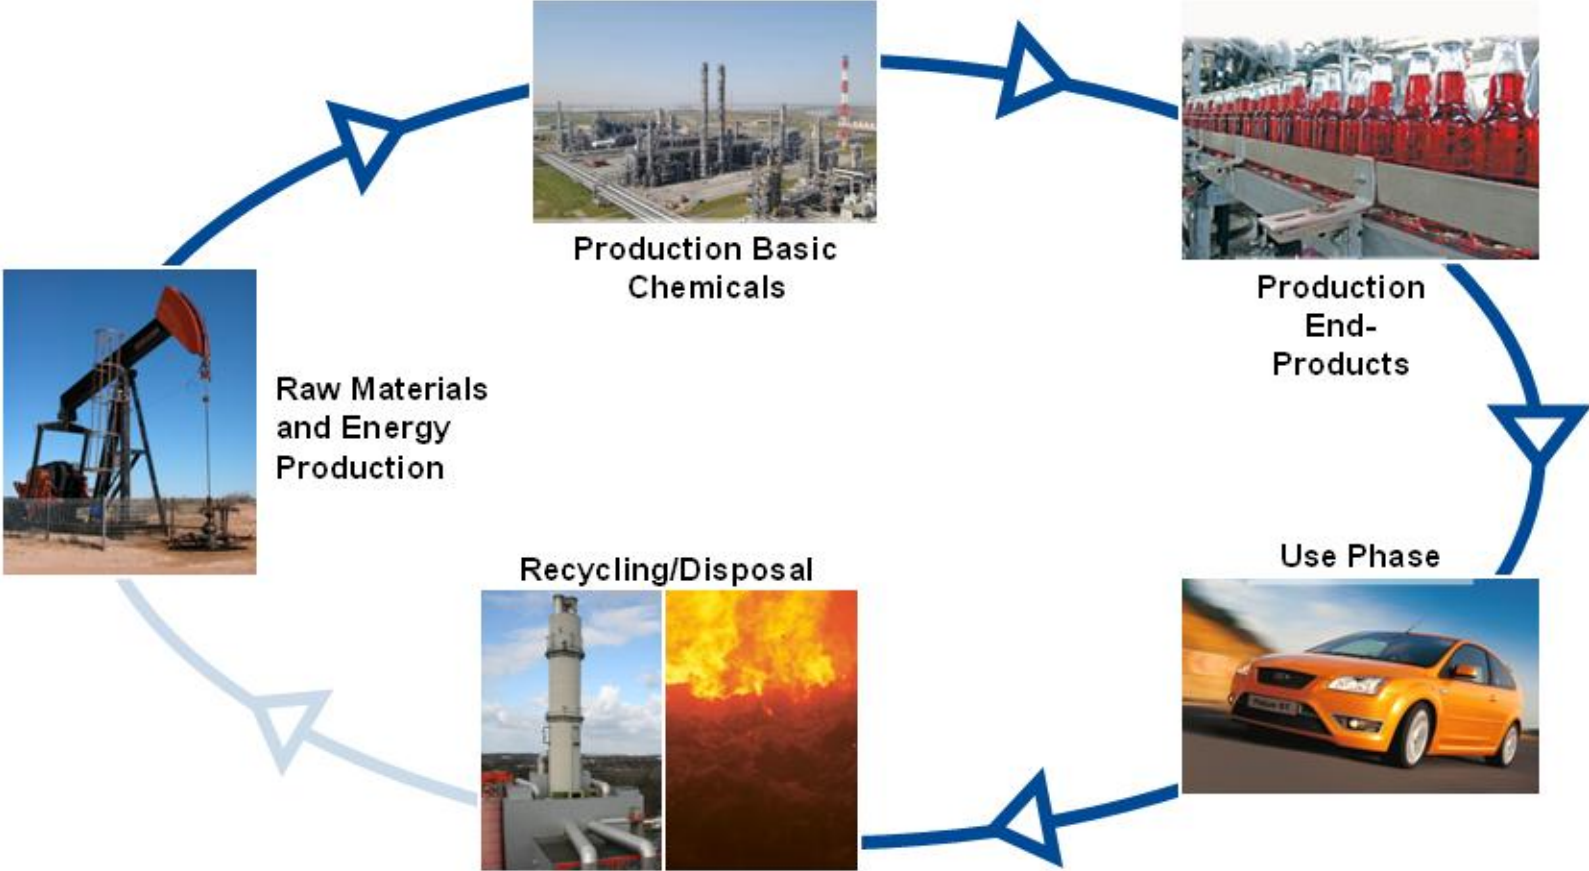 Production Basic
Chemicals
Production
End-
Products
Raw Materials
and Energy
Production
Recycling/Disposal
Use Phase